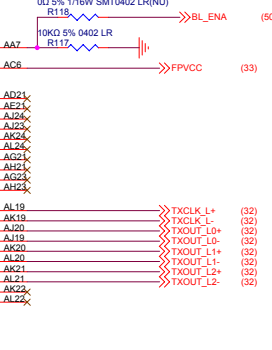 0Ω 5% 1/16W SMT0402 LR(NU)
R118
BL_ENA (50
10KΩ 5% 0402 LR
AA7 R117
AC6 FPVCC (33)
AD21
AE21
AJ24
AJ23
AK24
AL24
AG21
AH21
AG23
AH23
AL19 TXCLK_L+ (32)
AK19 TXCLK_L- (32)
AJ20 TXOUT_L0+ (32)
AJ19 TXOUT_L0- (32)
AK20 TXOUT_L1+ (32)
AL20 TXOUT_L1- (32)
AK21 TXOUT_L2+ (32)
AL21 TXOUT_L2- (32)
AK22
AL22